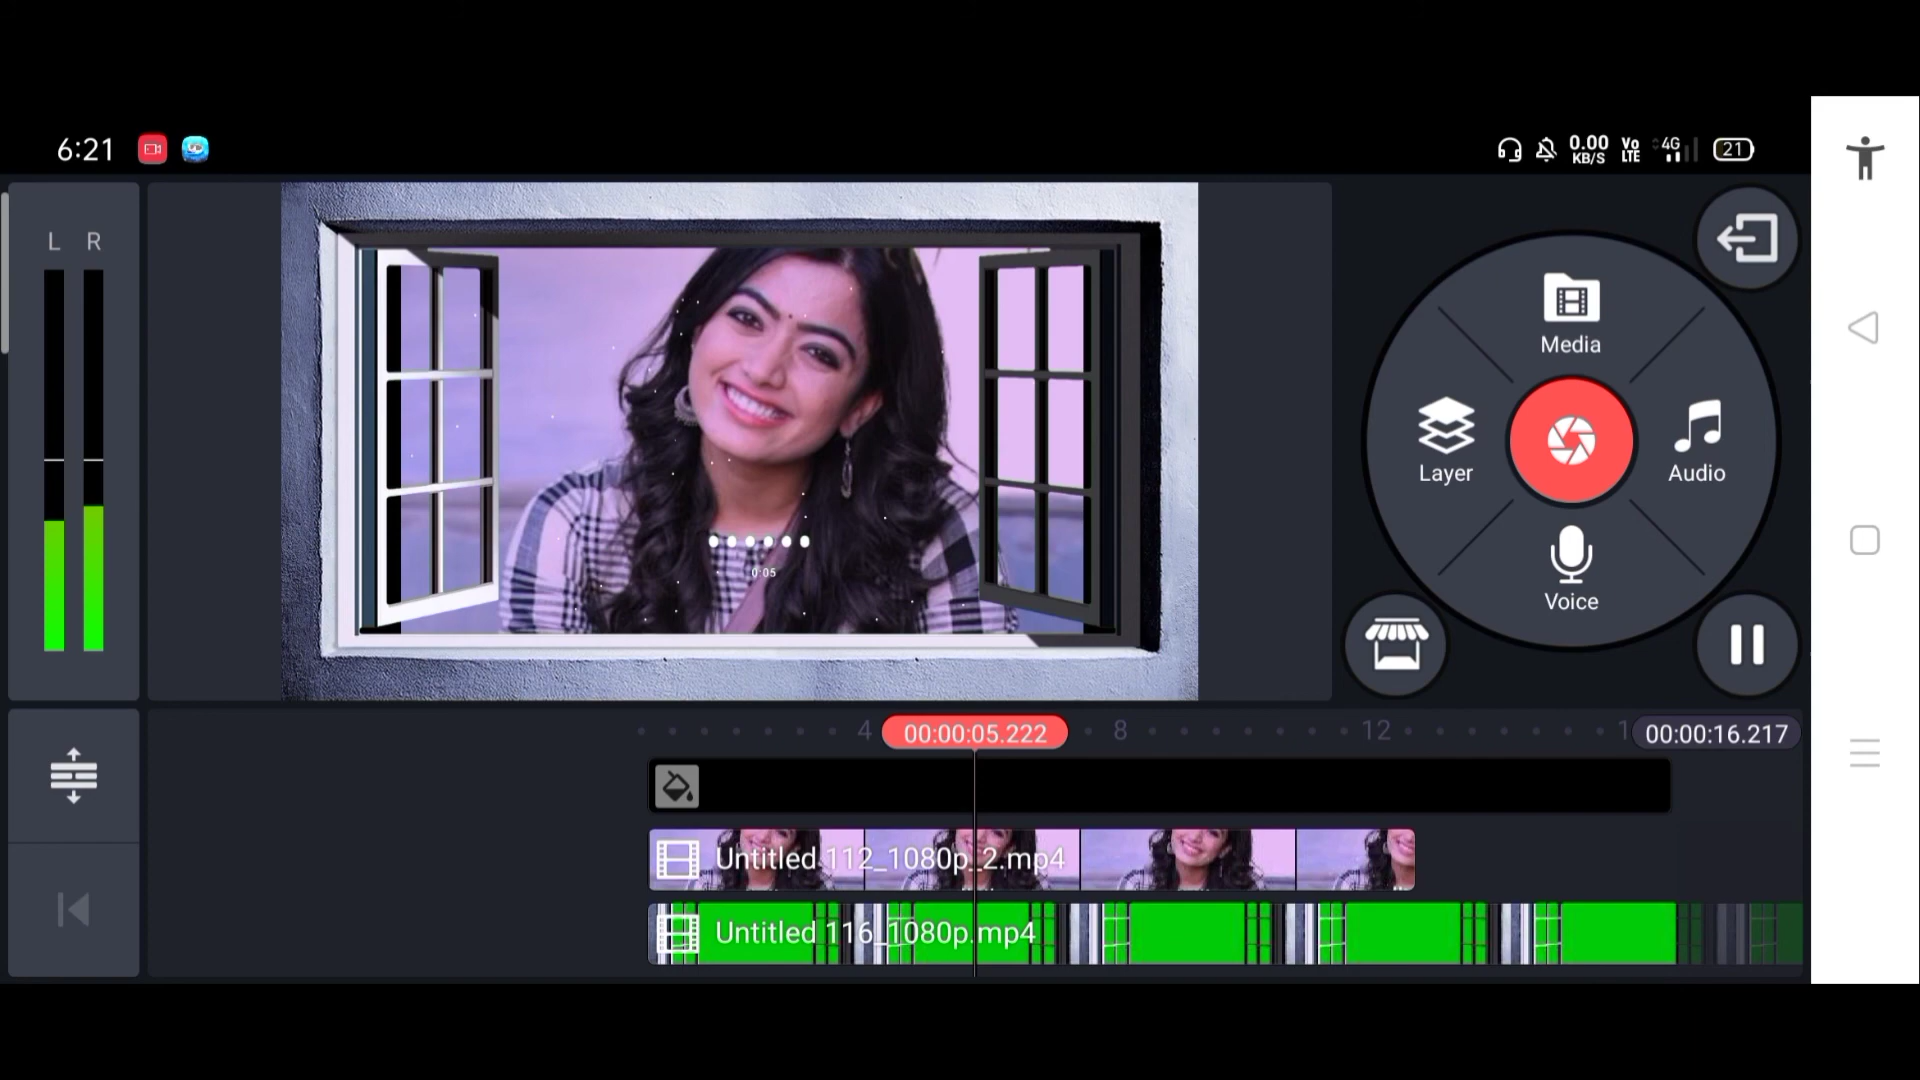 6:21
0.00
KB/S
Vo
LTE
4G
21
L R
0:05
Media
Layer
Audio
Voice
4
00:00:05.222
8
12
1
00:00:16.217
Untitled 112_1080p_2.mp4
Untitled 116_1080p.mp4